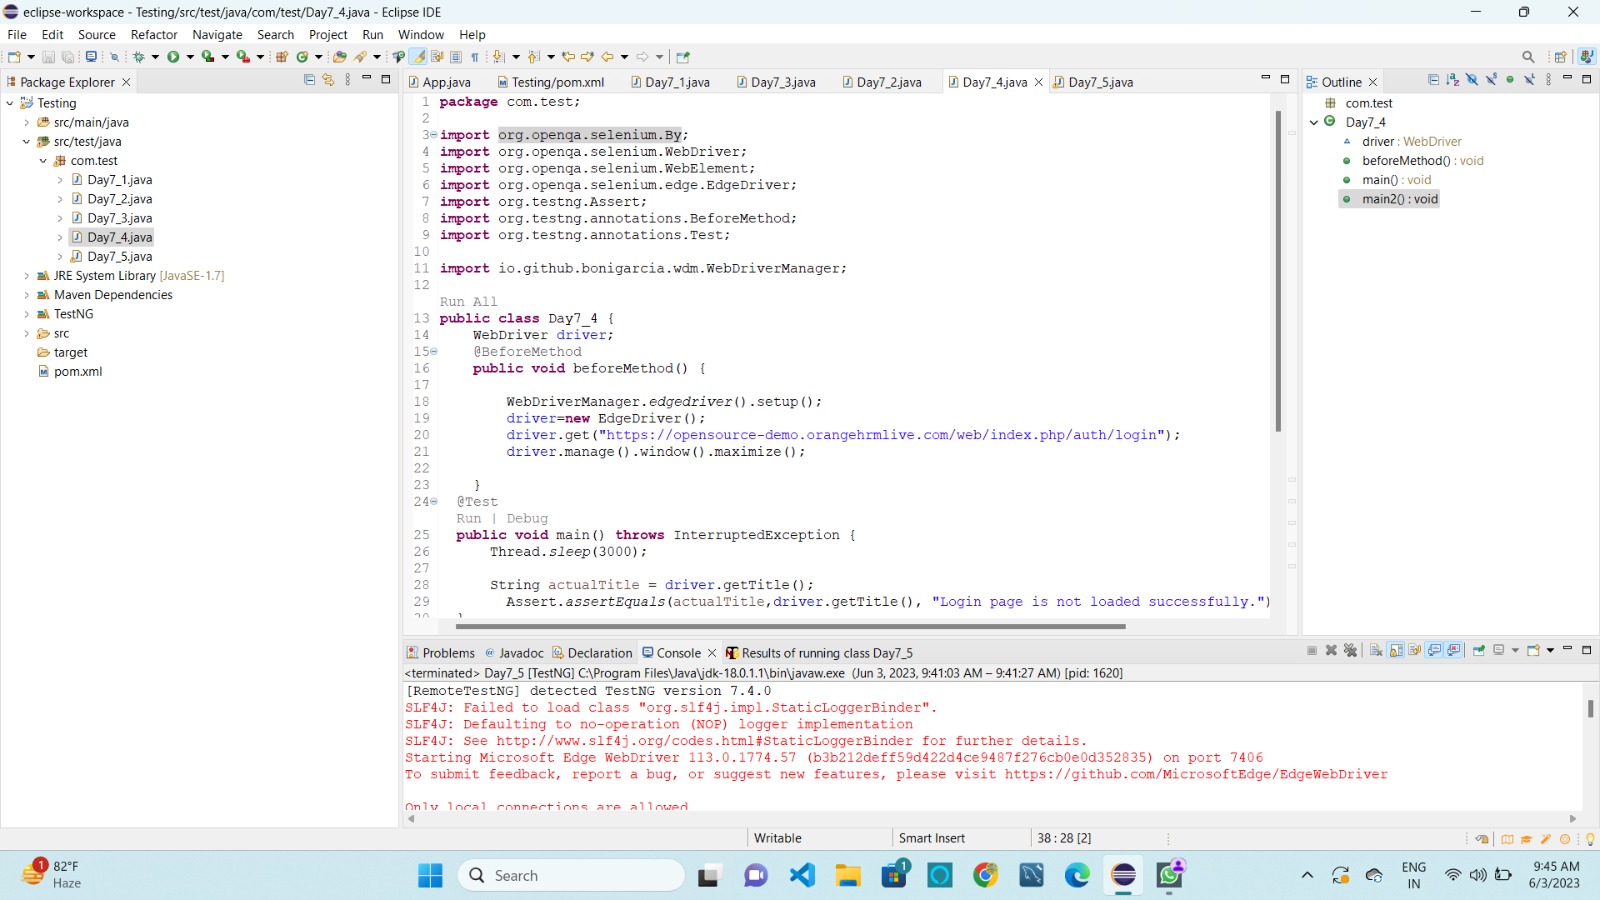 eclipse-workspace - Testing/src/test/java/com/test/Day7_4.java - Eclipse IDE
File Edit Source Refactor Navigate Search Project Run Window Help
Package Explorer
Testing
src/main/java
src/test/java
com.test
Day7_1.java
Day7_2.java
Day7_3.java
Day7_4.java
Day7_5.java
JRE System Library [JavaSE-1.7]
Maven Dependencies
TestNG
src
target
pom.xml
App.java Testing/pom.xml Day7_1.java Day7_3.java Day7_2.java Day7_4.java Day7_5.java
1 package com.test;
2
3 import org.openqa.selenium.By;
4 import org.openqa.selenium.WebDriver;
5 import org.openqa.selenium.WebElement;
6 import org.openqa.selenium.edge.EdgeDriver;
7 import org.testng.Assert;
8 import org.testng.annotations.BeforeMethod;
9 import org.testng.annotations.Test;
10
11 import io.github.bonigarcia.wdm.WebDriverManager;
12
Run All
13 public class Day7_4 {
14 WebDriver driver;
15 @BeforeMethod
16 public void beforeMethod() {
17
18 WebDriverManager.edgedriver().setup();
19 driver=new EdgeDriver();
20 driver.get("https://opensource-demo.orangehrmlive.com/web/index.php/auth/login");
21 driver.manage().window().maximize();
22
23 }
24 @Test
Run | Debug
25 public void main() throws InterruptedException {
26 Thread.sleep(3000);
27
28 String actualTitle = driver.getTitle();
29 Assert.assertEquals(actualTitle,driver.getTitle(), "Login page is not loaded successfully.")
Outline
com.test
Day7_4
driver : WebDriver
beforeMethod() : void
main() : void
main2() : void
Problems Javadoc Declaration Console Results of running class Day7_5
<terminated> Day7_5 [TestNG] C:\Program Files\Java\jdk-18.0.1.1\bin\javaw.exe (Jun 3, 2023, 9:41:03 AM – 9:41:27 AM) [pid: 1620]
[RemoteTestNG] detected TestNG version 7.4.0
SLF4J: Failed to load class "org.slf4j.impl.StaticLoggerBinder".
SLF4J: Defaulting to no-operation (NOP) logger implementation
SLF4J: See http://www.slf4j.org/codes.html#StaticLoggerBinder for further details.
Starting Microsoft Edge WebDriver 113.0.1774.57 (b3b212deff59d422d4ce9487f276cb0e0d352835) on port 7406
To submit feedback, report a bug, or suggest new features, please visit https://github.com/MicrosoftEdge/EdgeWebDriver
Only local connections are allowed
Writable Smart Insert 38 : 28 [2]
1 82°F
Haze
Search
1
ENG
IN
9:45 AM
6/3/2023